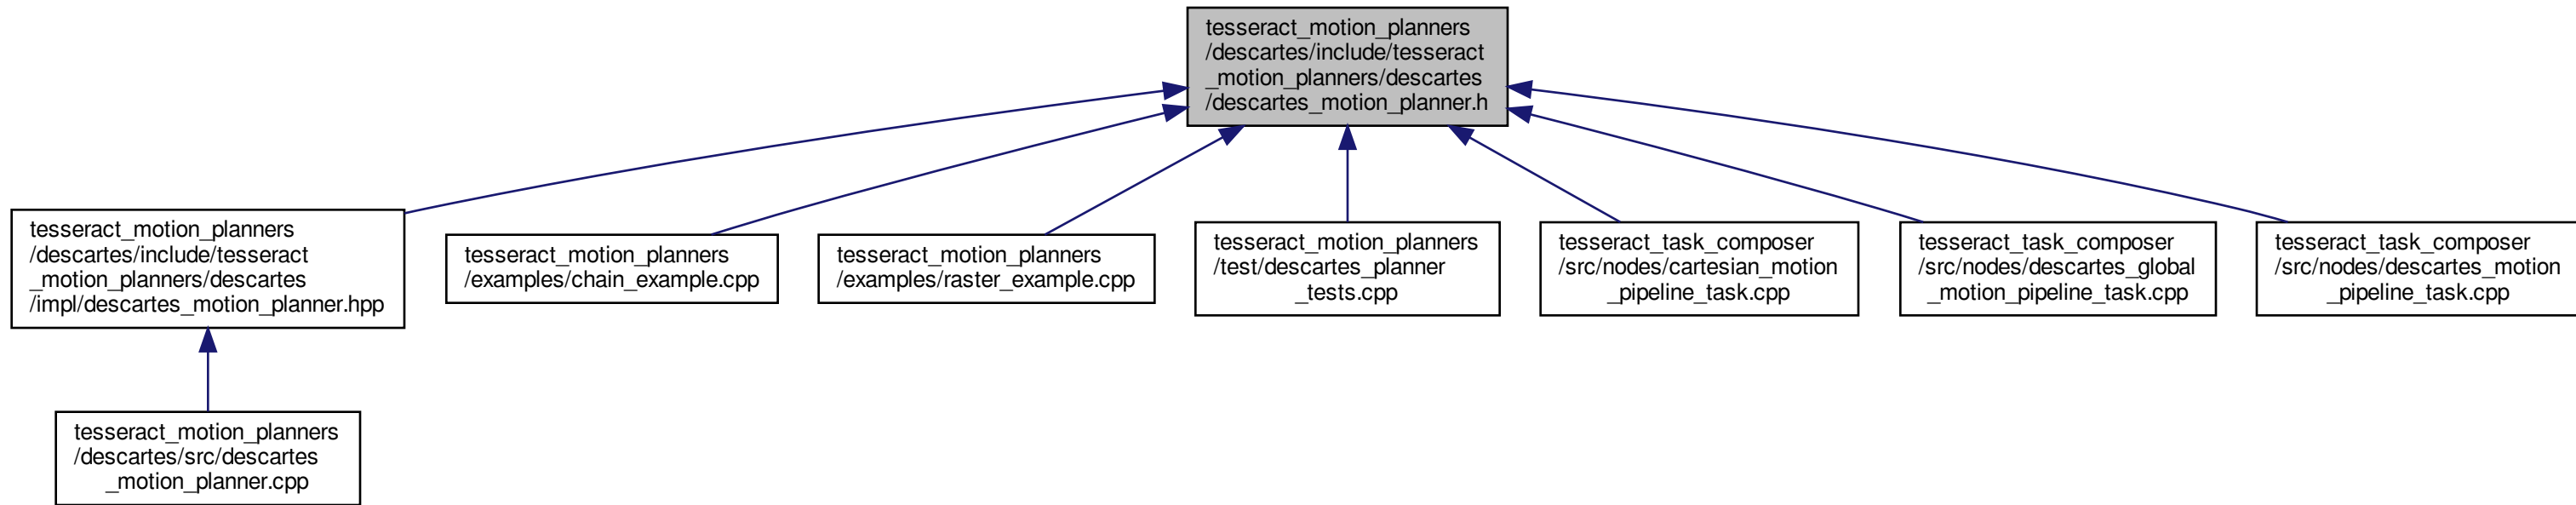 tesseract_motion_planners
/descartes/include/tesseract
_motion_planners/descartes
/descartes_motion_planner.h
tesseract_motion_planners
/descartes/include/tesseract
_motion_planners/descartes
/impl/descartes_motion_planner.hpp
tesseract_motion_planners
/examples/chain_example.cpp
tesseract_motion_planners
/examples/raster_example.cpp
tesseract_motion_planners
/test/descartes_planner
_tests.cpp
tesseract_task_composer
/src/nodes/cartesian_motion
_pipeline_task.cpp
tesseract_task_composer
/src/nodes/descartes_global
_motion_pipeline_task.cpp
tesseract_task_composer
/src/nodes/descartes_motion
_pipeline_task.cpp
tesseract_motion_planners
/descartes/src/descartes
_motion_planner.cpp